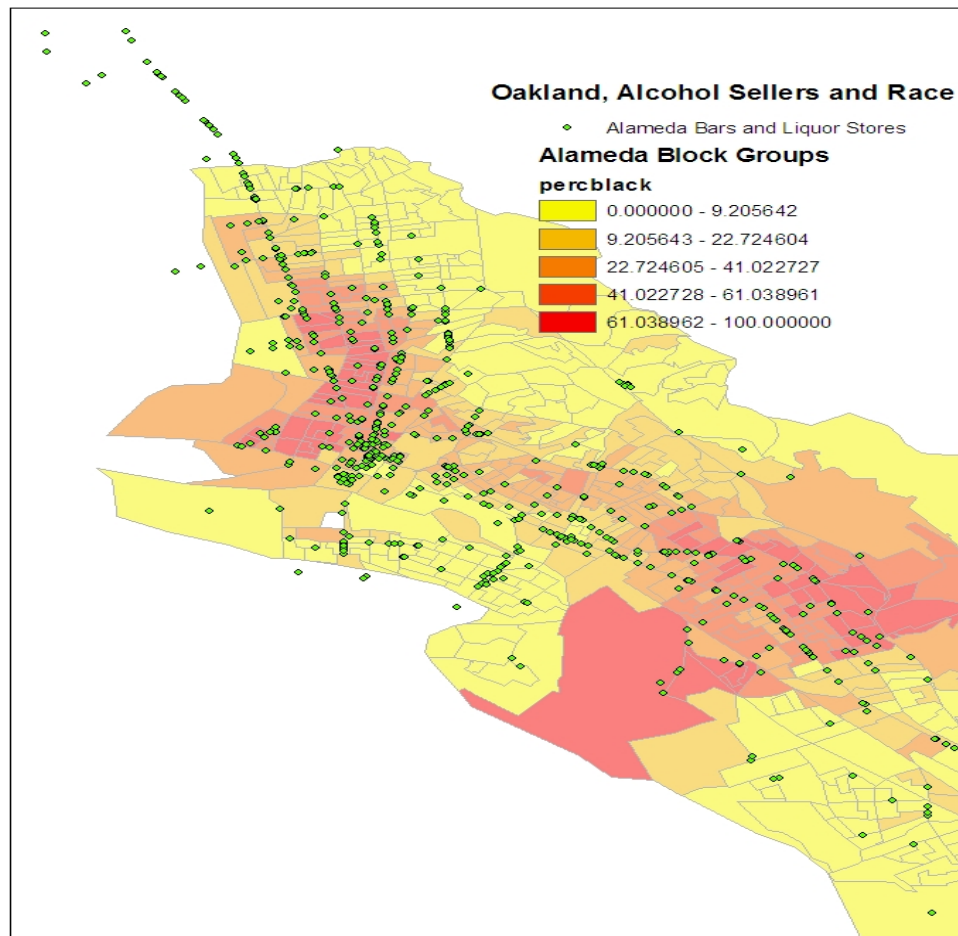 Oakland, Alcohol Sellers and Race
Alameda Bars and Liquor Stores
Alameda Block Groups
percblack
0.000000 - 9.205642
9.205643 - 22.724604
22.724605 - 41.022727
41.022728 - 61.038961
61.038962 - 100.000000